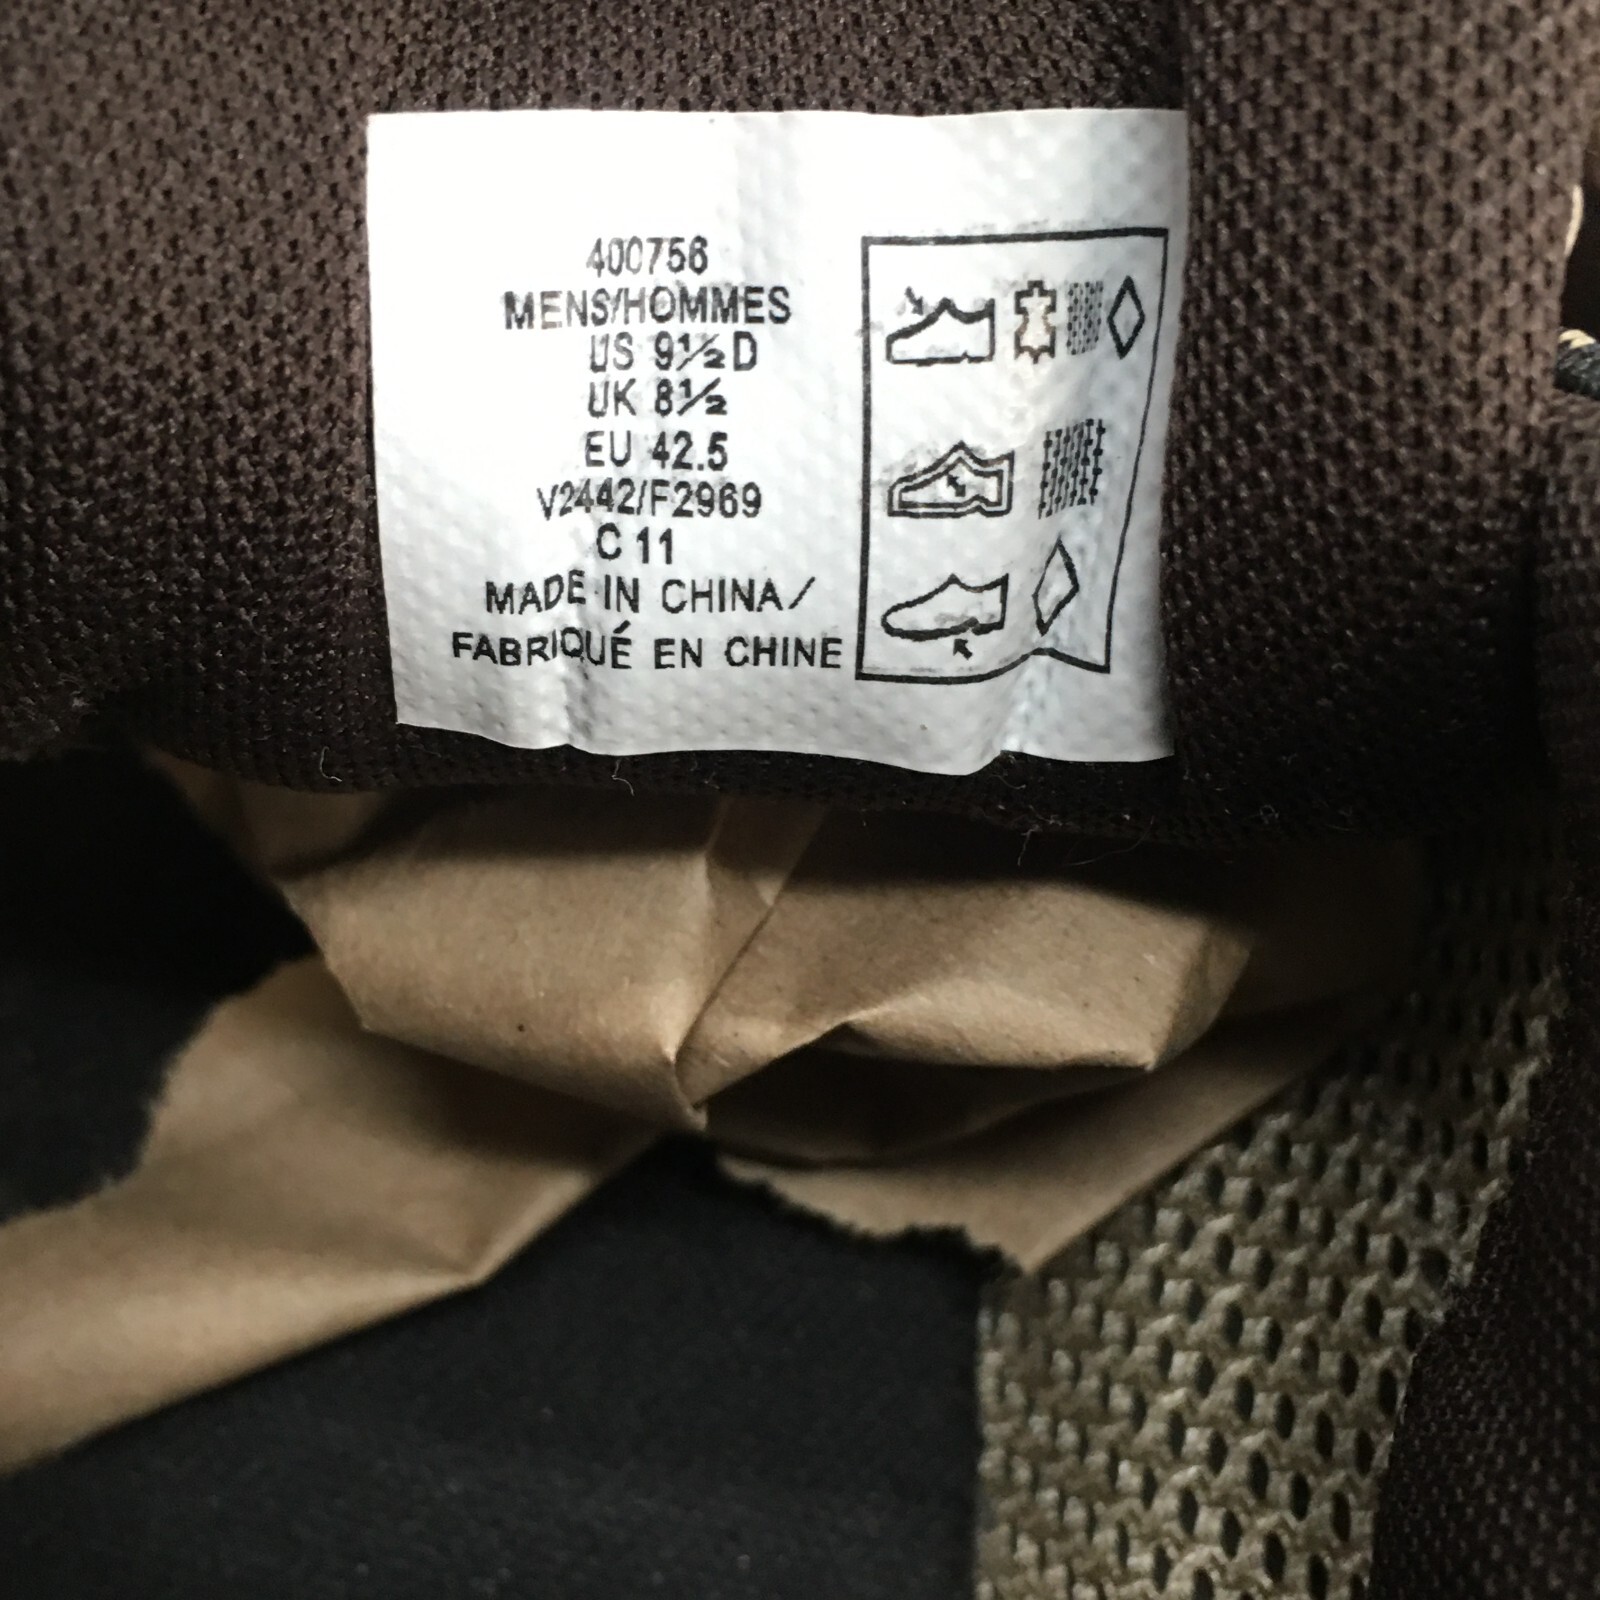 400756
MENS/HOMMES
US 9½ D
UK 8½
EU 42.5
V2442/F2969
C 11
MADE IN CHINA/
FABRIQUÉ EN CHINE